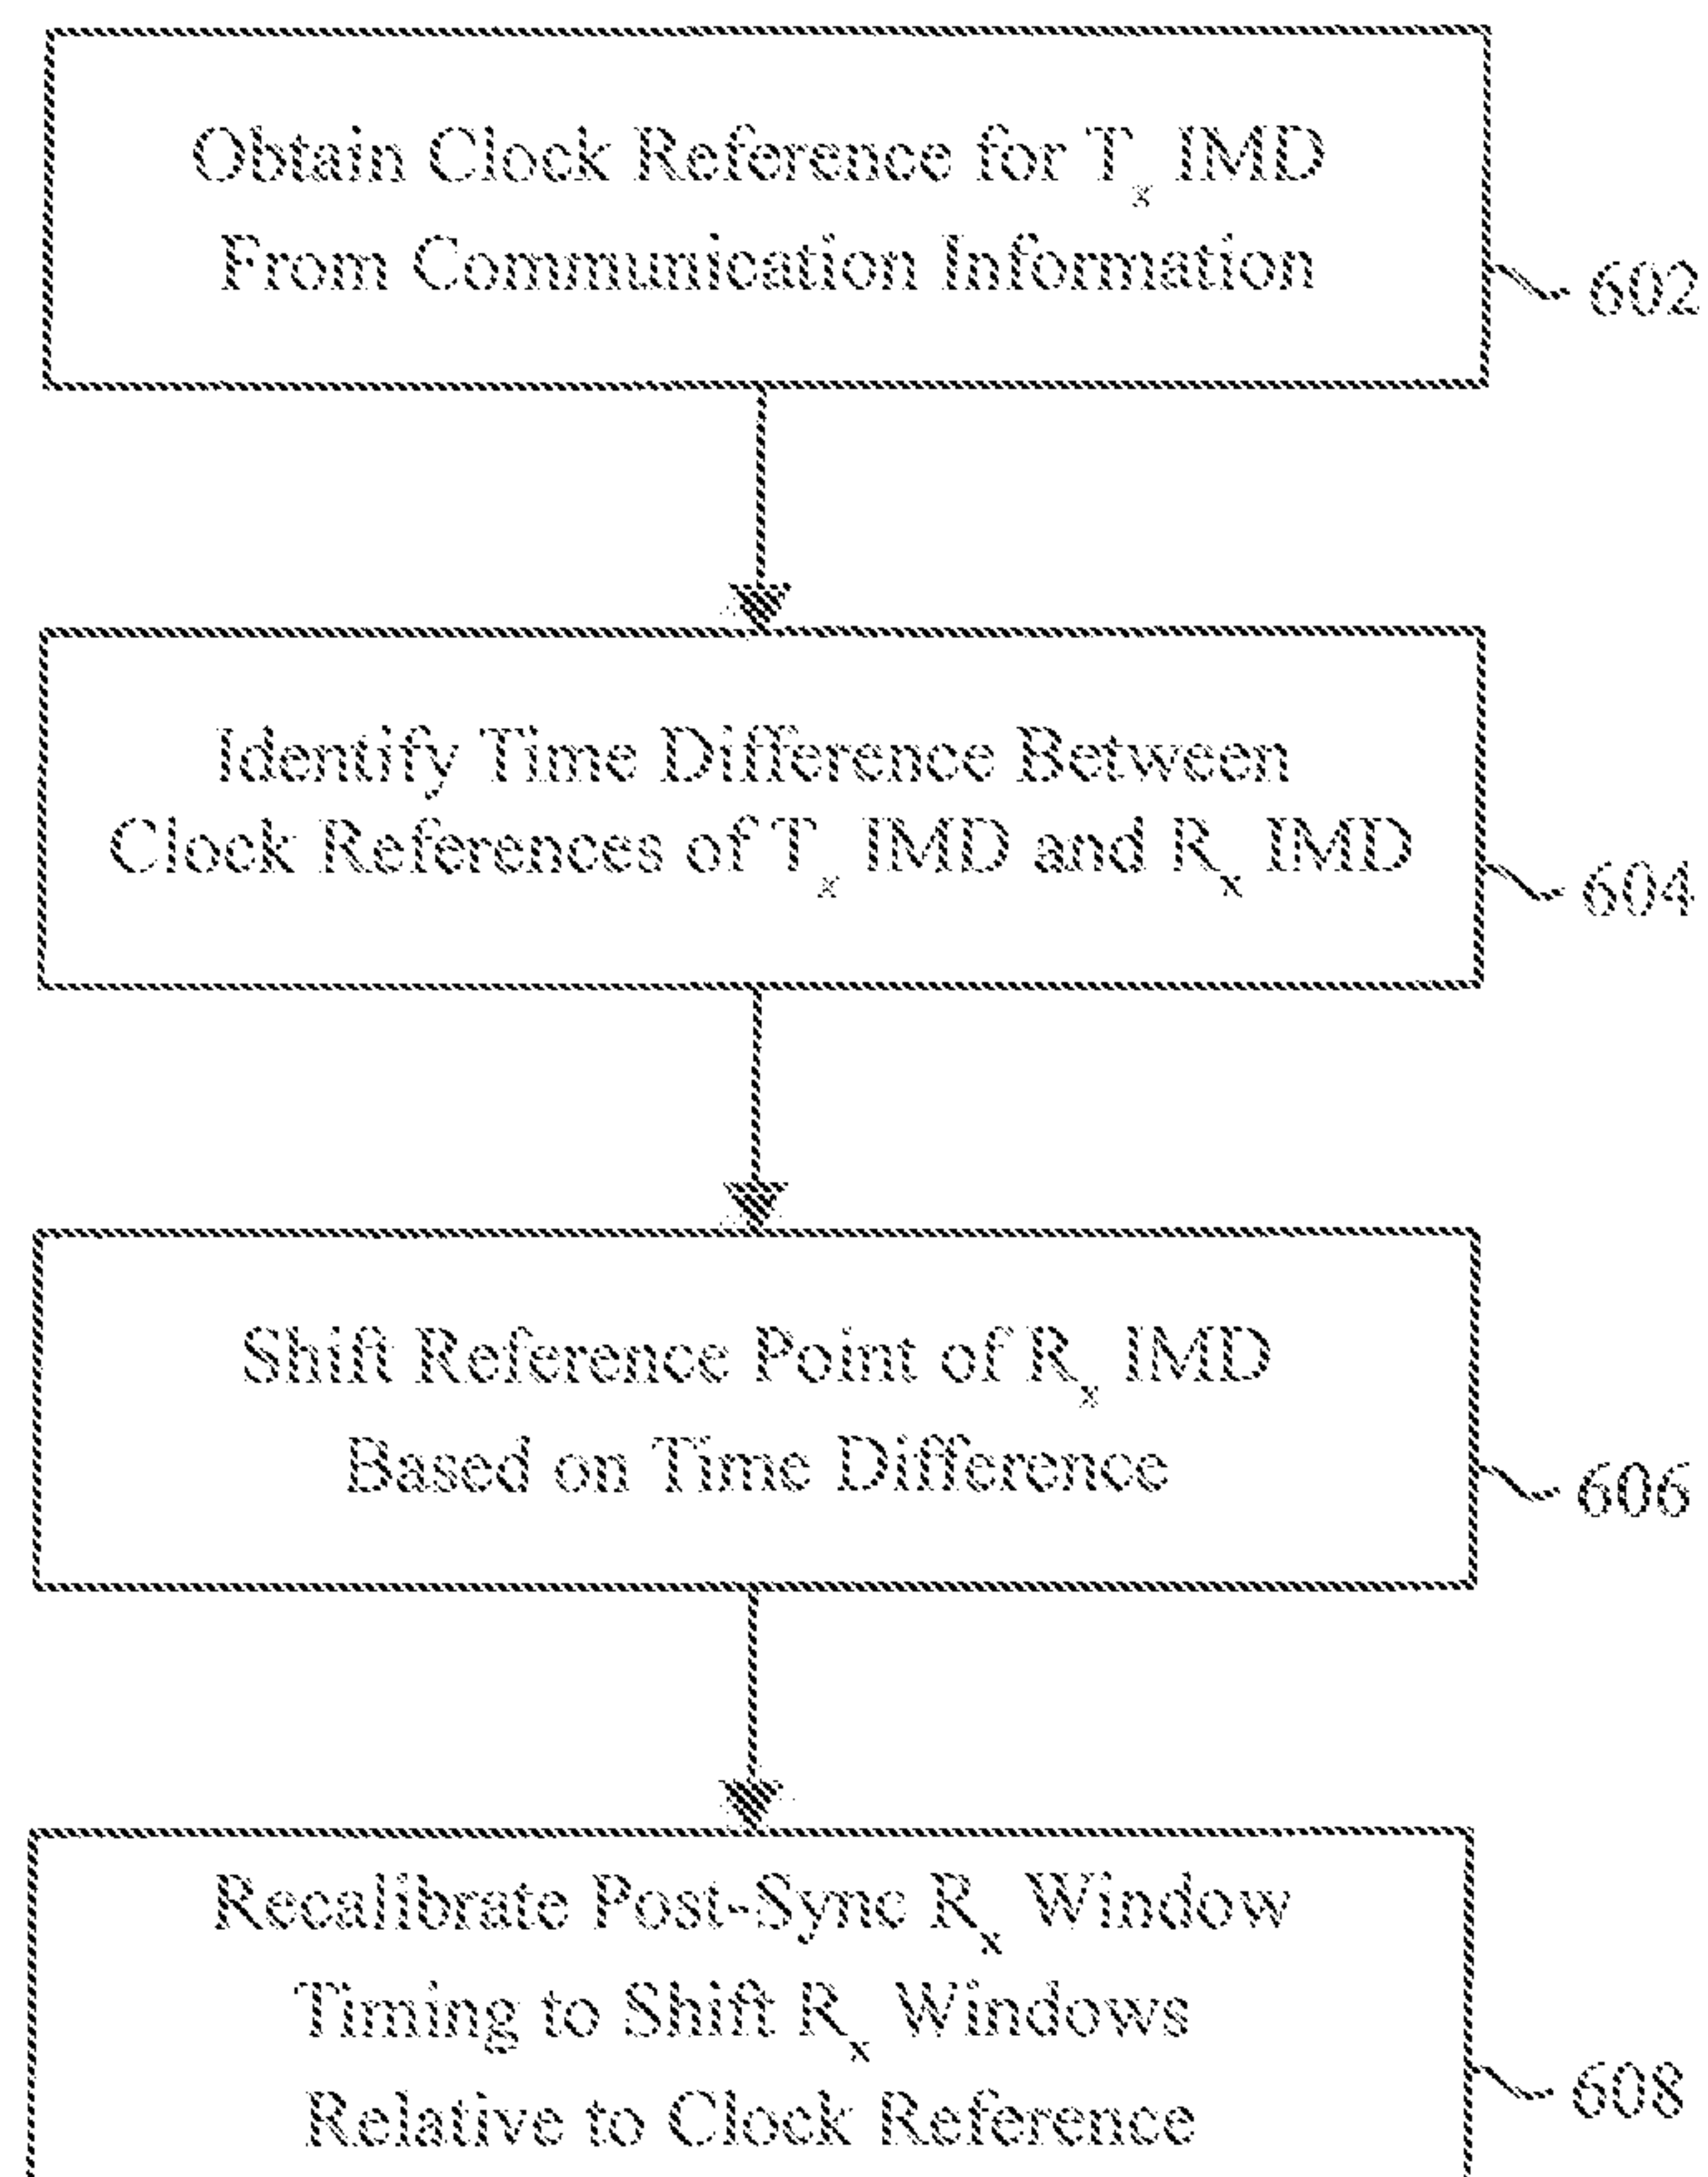 Obtain Clock Reference for Tx IMD
From Communication Information
602
Identify Time Difference Between
Clock References of Tx IMD and Rx IMD
604
Shift Reference Point of Rx IMD
Based on Time Difference
606
Recalibrate Post-Sync Rx Window
Timing to Shift Rx Windows
Relative to Clock Reference
608